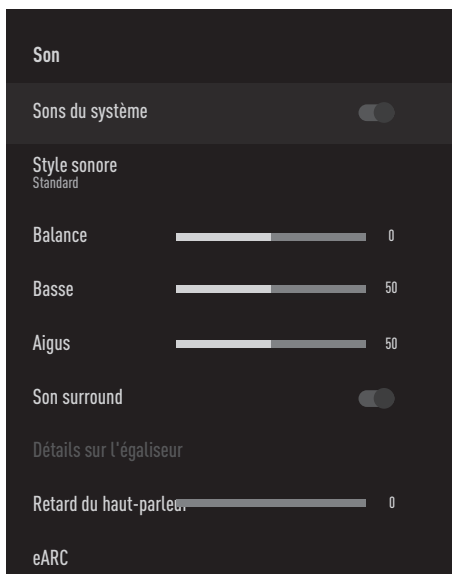 Son
Sons du système
Style sonore
Standard
Balance 0
Basse 50
Aigus 50
Son surround
Détails sur l'égaliseur
Retard du haut-parleur 0
eARC